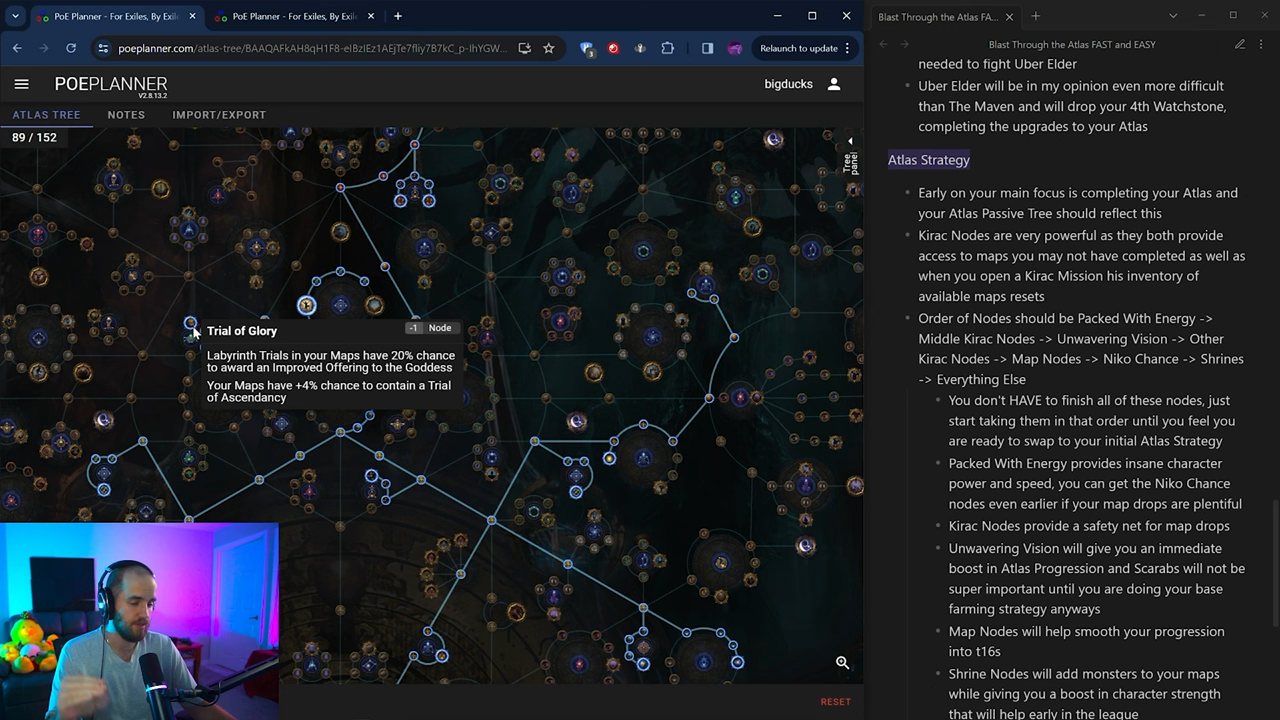 PoE Planner - For Exiles, By Exile
PoE Planner - For Exiles, By Exile
poeplanner.com/atlas-tree/BAAQAFkAH8qH1F8-eIBzIEz1AEjTe7fliy7B7kC_p-IhYGW...
3
Relaunch to update
POEPLANNER
V2.8.13.2
bigducks
ATLAS TREE
NOTES
IMPORT/EXPORT
89 / 152
Tree panel
Trial of Glory
-1 Node
Labyrinth Trials in your Maps have 20% chance
to award an Improved Offering to the Goddess
Your Maps have +4% chance to contain a Trial
of Ascendancy
RESET
Blast Through the Atlas FA...
Blast Through the Atlas FAST and EASY
needed to fight Uber Elder
Uber Elder will be in my opinion even more difficult
than The Maven and will drop your 4th Watchstone,
completing the upgrades to your Atlas
Atlas Strategy
Early on your main focus is completing your Atlas and
your Atlas Passive Tree should reflect this
Kirac Nodes are very powerful as they both provide
access to maps you may not have completed as well as
when you open a Kirac Mission his inventory of
available maps resets
Order of Nodes should be Packed With Energy ->
Middle Kirac Nodes -> Unwavering Vision -> Other
Kirac Nodes -> Map Nodes -> Niko Chance -> Shrines
-> Everything Else
You don't HAVE to finish all of these nodes, just
start taking them in that order until you feel you
are ready to swap to your initial Atlas Strategy
Packed With Energy provides insane character
power and speed, you can get the Niko Chance
nodes even earlier if your map drops are plentiful
Kirac Nodes provide a safety net for map drops
Unwavering Vision will give you an immediate
boost in Atlas Progression and Scarabs will not be
super important until you are doing your base
farming strategy anyways
Map Nodes will help smooth your progression
into t16s
Shrine Nodes will add monsters to your maps
while giving you a boost in character strength
that will help early in the league